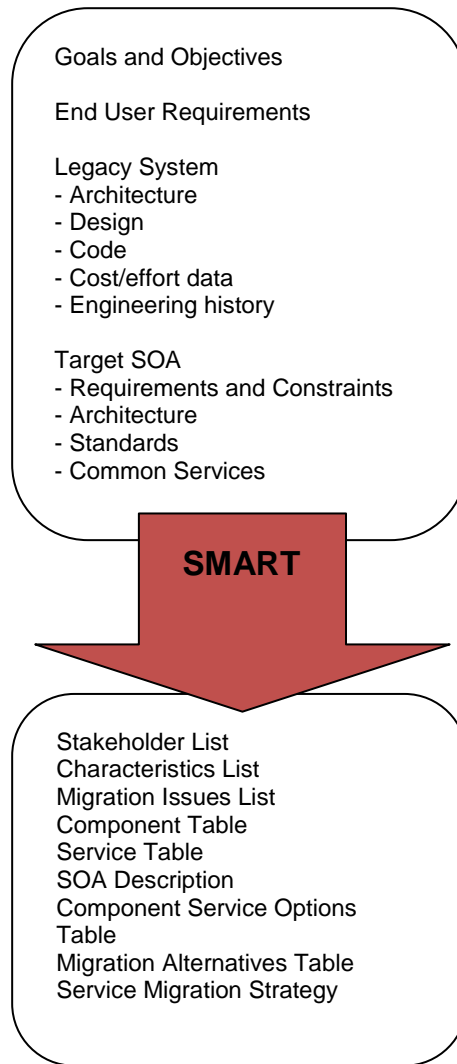 Goals and Objectives
End User Requirements
Legacy System
- Architecture
- Design
- Code
- Cost/effort data
- Engineering history
Target SOA
- Requirements and Constraints
- Architecture
- Standards
- Common Services
SMART
Stakeholder List
Characteristics List
Migration Issues List
Component Table
Service Table
SOA Description
Component Service Options
Table
Migration Alternatives Table
Service Migration Strategy